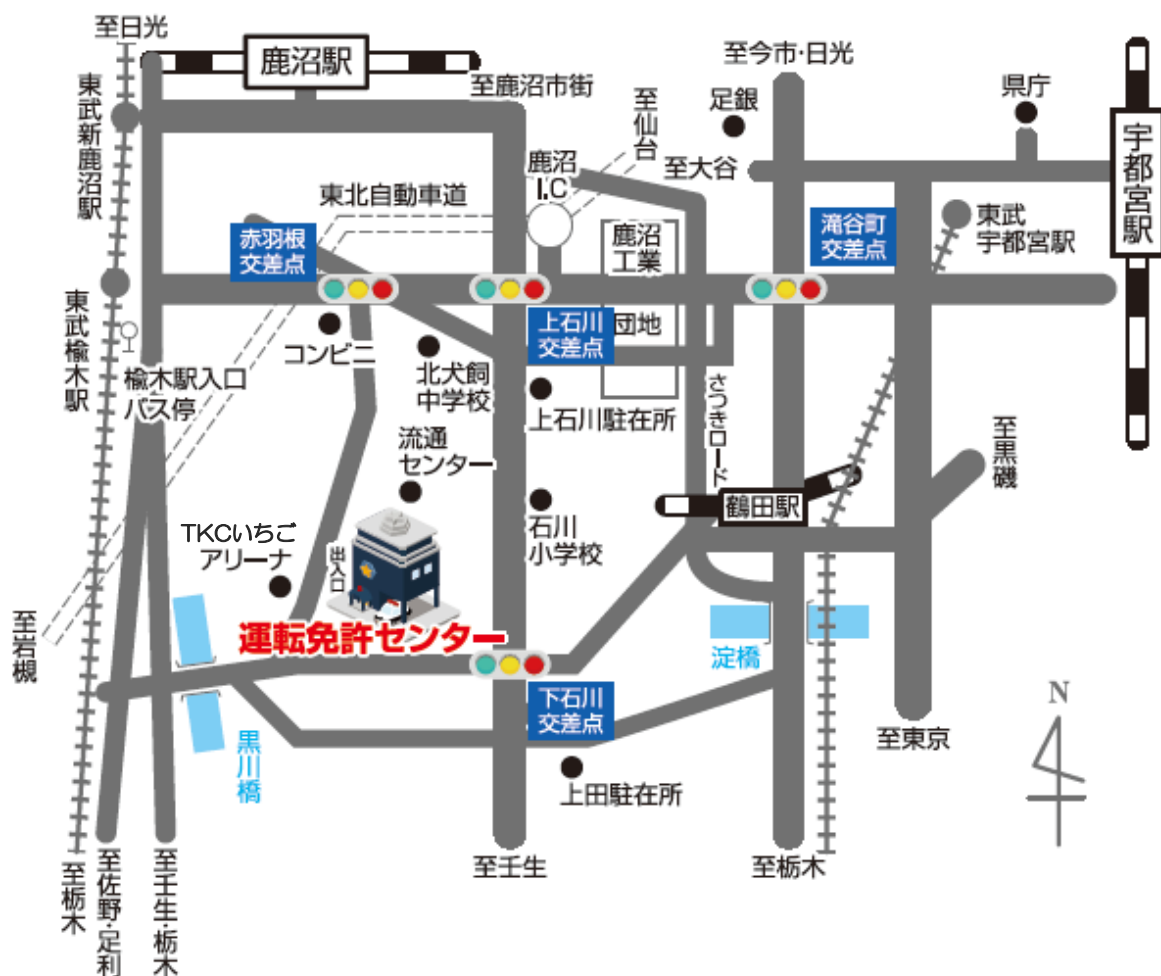 至日光
鹿沼駅
至鹿沼市街
至今市・日光
足銀
県庁
宇都宮駅
東武新鹿沼駅
至仙台
鹿沼
I.C
至大谷
東北自動車道
赤羽根
交差点
鹿沼
工業
団地
滝谷町
交差点
東武
宇都宮駅
東武楡木駅
コンビニ
北犬飼
中学校
上石川
交差点
楡木駅入口
バス停
上石川駐在所
さつきロード
流通
センター
至黒磯
鶴田駅
石川
小学校
TKCいちご
アリーナ
出入口
運転免許センター
至岩槻
淀橋
下石川
交差点
黒川橋
N
至東京
上田駐在所
至栃木
至佐野・足利
至壬生・栃木
至壬生
至栃木